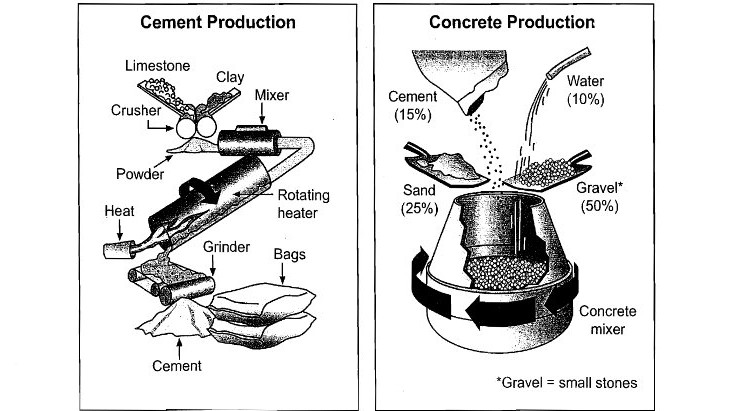 Cement Production
Limestone
Clay
Crusher
Mixer
Powder
Rotating
heater
Heat
Grinder
Bags
Cement
Concrete Production
Cement
(15%)
Water
(10%)
Sand
(25%)
Gravel*
(50%)
Concrete
mixer
*Gravel = small stones